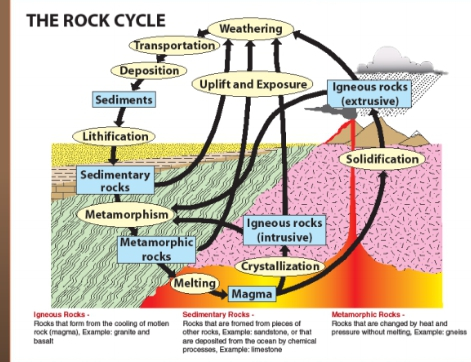 THE ROCK CYCLE
Weathering
Transportation
Deposition
Sediments
Uplift and Exposure
Igneous rocks
(extrusive)
Lithification
Solidification
Sedimentary
rocks
Metamorphism
Igneous rocks
(intrusive)
Metamorphic
rocks
Crystallization
Melting
Magma
Igneous Rocks -
Rocks that form from the cooling of molten
rock (magma), Example: granite and
basalt
Sedimentary Rocks -
Rocks that are fromed from pieces of
other rocks, Example: sandstone, or that
are deposited from the ocean by chemical
processes, Example: limestone
Metamorphic Rocks -
Rocks that are changed by heat and
pressure without melting, Example: gneiss